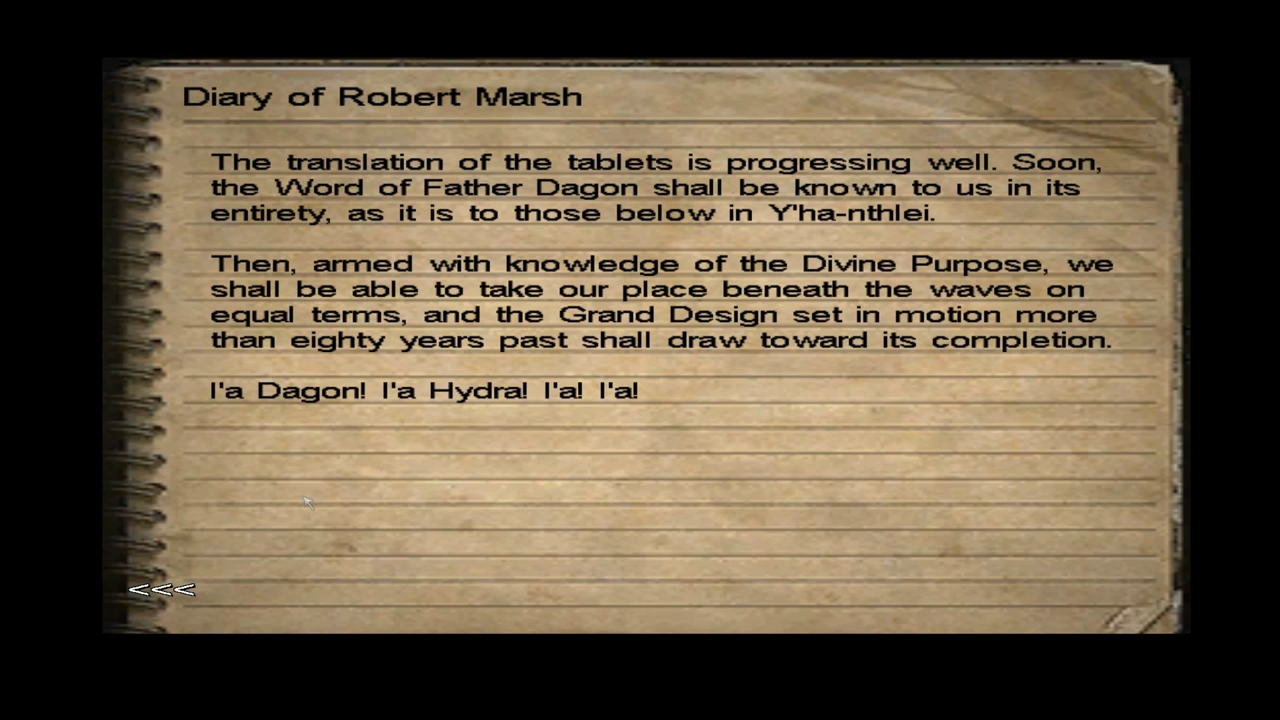 Diary of Robert Marsh
The translation of the tablets is progressing well. Soon,
the Word of Father Dagon shall be known to us in its
entirety, as it is to those below in Y'ha-nthlei.
Then, armed with knowledge of the Divine Purpose, we
shall be able to take our place beneath the waves on
equal terms, and the Grand Design set in motion more
than eighty years past shall draw toward its completion.
I'a Dagon! I'a Hydra! I'a! I'a!
<<<